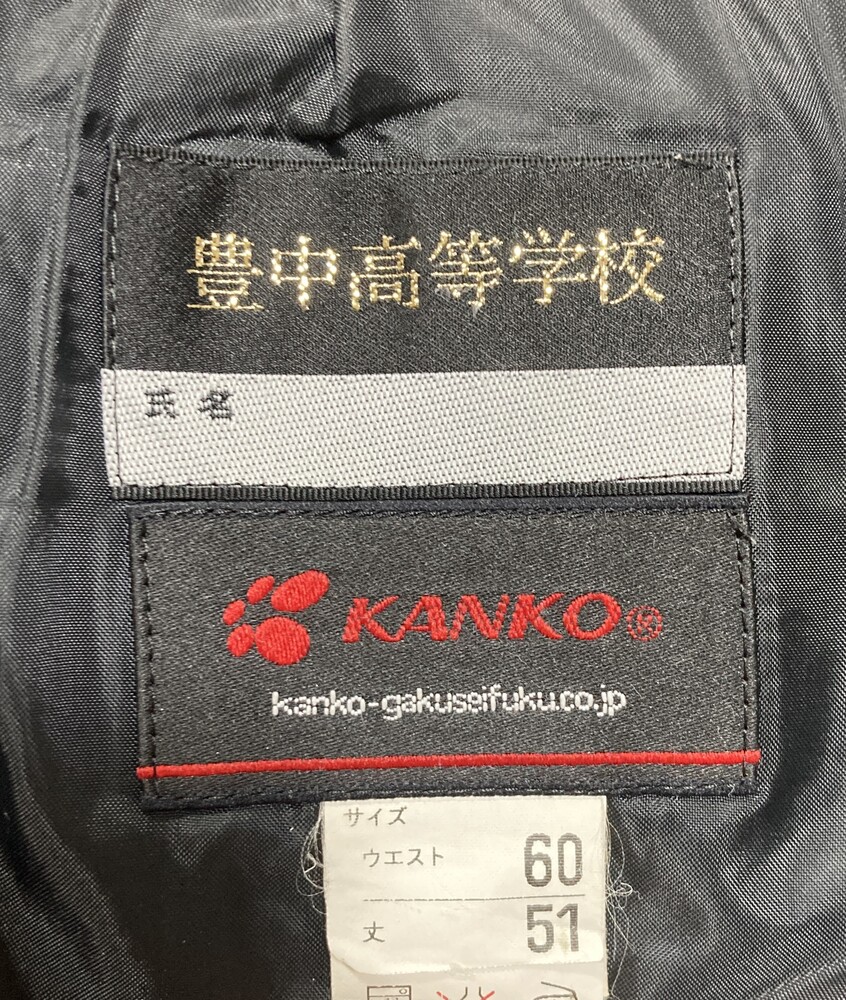 豊中高等学校
氏名
KANKO®
kanko-gakuseifuku.co.jp
サイズ
ウエスト 60
丈 51